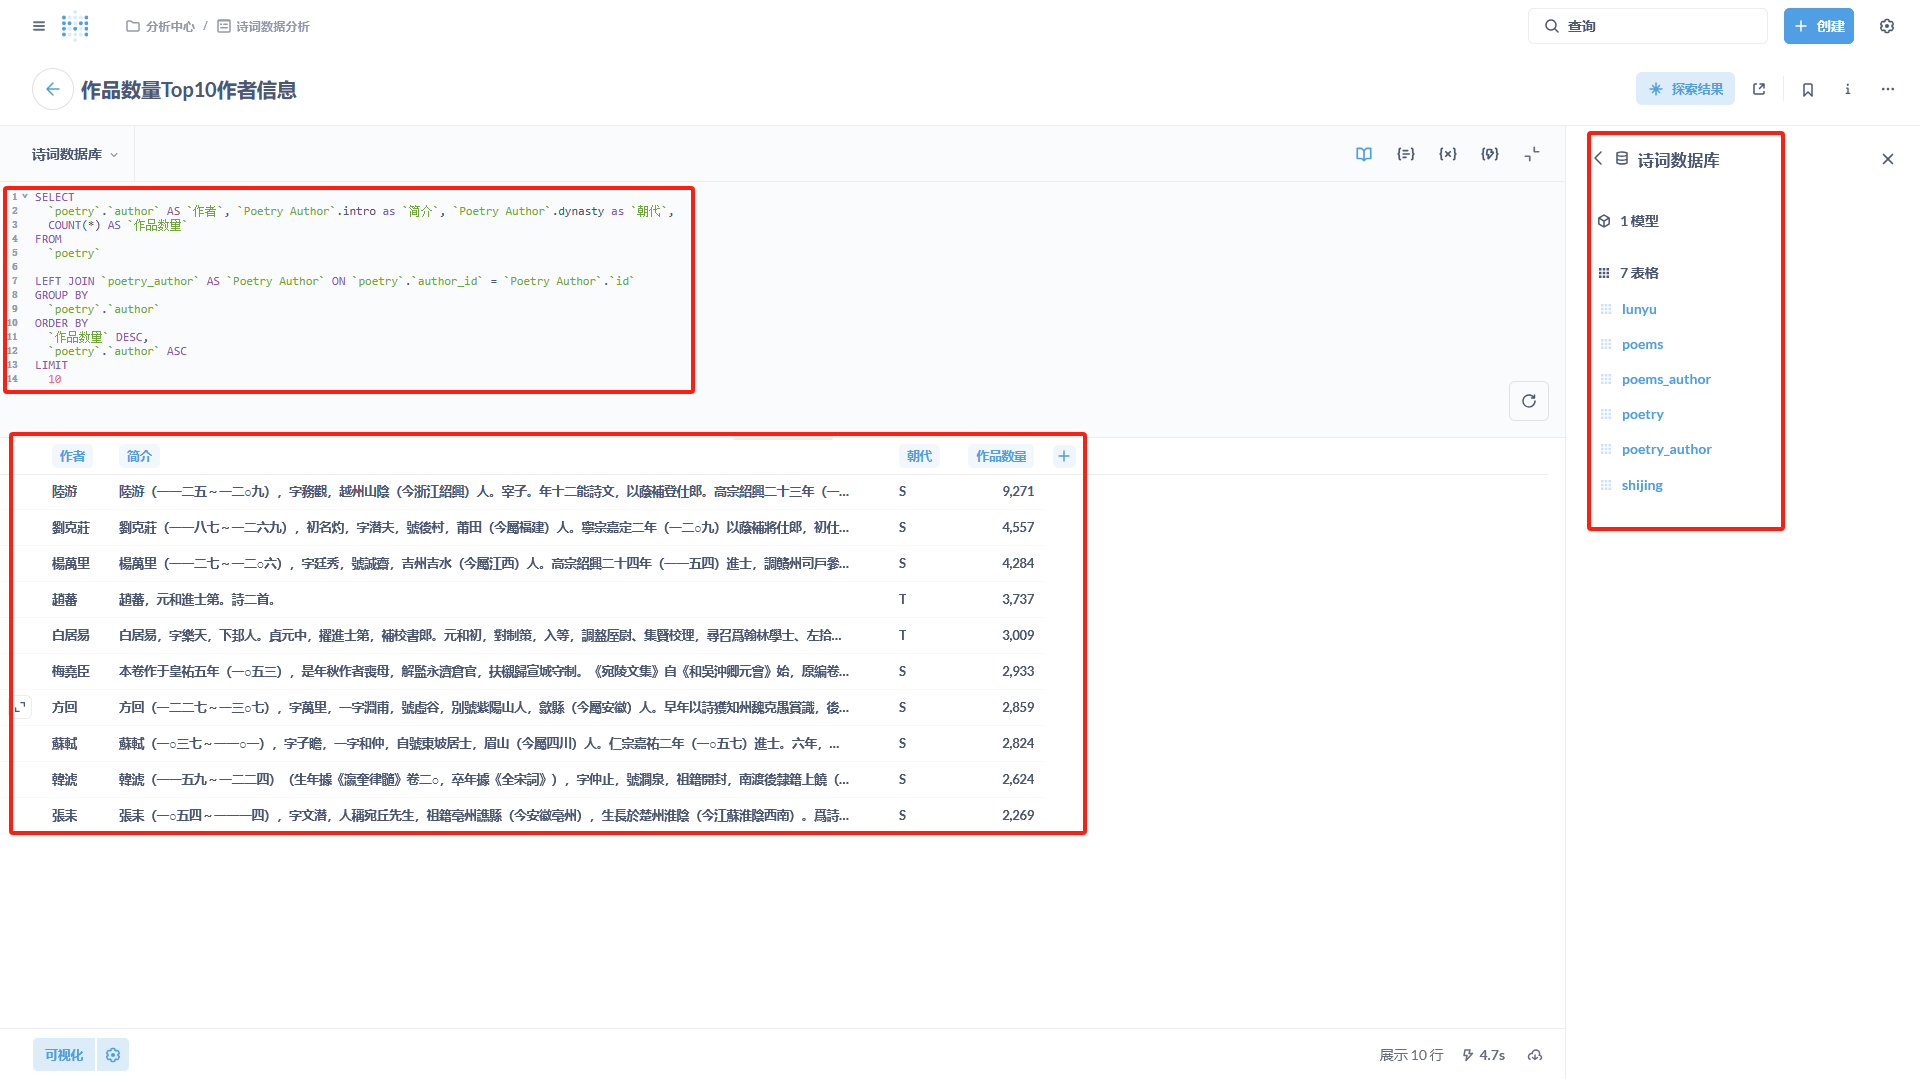 分析中心 / 诗词数据分析
查询
创建
作品数量Top10作者信息
探索结果
诗词数据库
1 SELECT
2 `poetry`.`author` AS `作者`, `Poetry Author`.intro as `简介`, `Poetry Author`.dynasty as `朝代`,
3 COUNT(*) AS `作品数量`
4 FROM
5 `poetry`
6
7 LEFT JOIN `poetry_author` AS `Poetry Author` ON `poetry`.`author_id` = `Poetry Author`.`id`
8 GROUP BY
9 `poetry`.`author`
10 ORDER BY
11 `作品数量` DESC,
12 `poetry`.`author` ASC
13 LIMIT
14 10
作者 简介 朝代 作品数量
陸游 陸游（一一二五～一二○九），字務觀，越州山陰（今浙江紹興）人。宰子。年十二能詩文，以蔭補登仕郎。高宗紹興二十三年（一... S 9,271
劉克莊 劉克莊（一一八七～一二六九），初名灼，字潛夫，號後村，莆田（今屬福建）人。寧宗嘉定二年（一二○九）以蔭補將仕郎，初仕... S 4,557
楊萬里 楊萬里（一一二七～一二○六），字廷秀，號誠齋，吉州吉水（今屬江西）人。高宗紹興二十四年（一一五四）進士，調贛州司戶參... S 4,284
趙蕃 趙蕃，元和進士第。詩二首。 T 3,737
白居易 白居易，字樂天，下邽人。貞元中，擢進士第，補校書郎。元和初，對制策，入等，調盩厔尉、集賢校理，尋召爲翰林學士、左拾... T 3,009
梅堯臣 本卷作于皇祐五年（一○五三），是年秋作者喪母，解監永濟倉官，扶櫬歸宣城守制。《宛陵文集》自《和吳沖卿元會》始，原編卷... S 2,933
方回 方回（一二二七～一三○七），字萬里，一字淵甫，號虛谷，別號紫陽山人，歙縣（今屬安徽）人。早年以詩獲知州魏克愚賞識，後... S 2,859
蘇軾 蘇軾（一○三七～一一○一），字子瞻，一字和仲，自號東坡居士，眉山（今屬四川）人。仁宗嘉祐二年（一○五七）進士。六年，... S 2,824
韓淲 韓淲（一一五九～一二二四）（生年據《瀛奎律髓》卷二○，卒年據《全宋詞》），字仲止，號澗泉，祖籍開封，南渡後隸籍上饒（... S 2,624
張耒 張耒（一○五四～一一一四），字文潛，人稱宛丘先生，祖籍亳州譙縣（今安徽亳州），生長於楚州淮陰（今江蘇淮陰西南）。爲詩... S 2,269
诗词数据库
1 模型
7 表格
lunyu
poems
poems_author
poetry
poetry_author
shijing
可视化
展示 10 行 4.7s